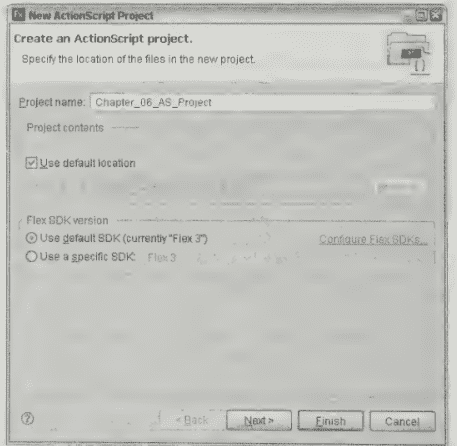 New ActionScript Project
Create an ActionScript project.
Specify the location of the files in the new project.
Project name: Chapter_06_AS_Project
Project contents
Use default location
Flex SDK version
Use default SDK (currently "Flex 3")
Configure Flex SDKs...
Use a specific SDK: Flex 3
< Back Next > Finish Cancel